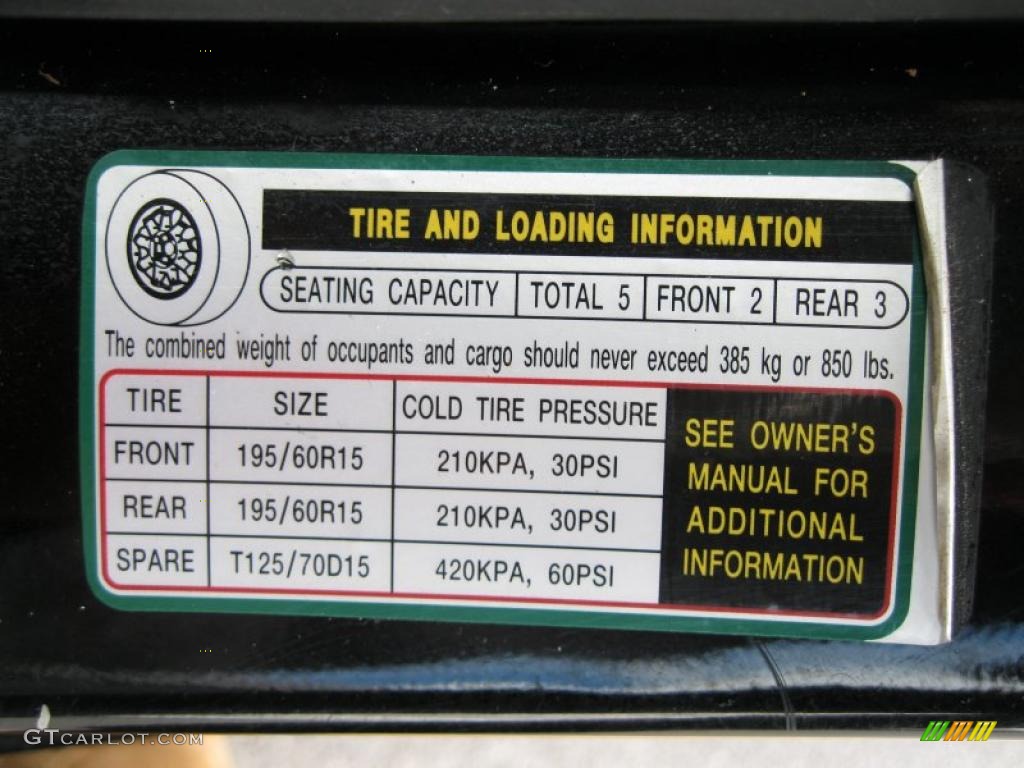 TIRE AND LOADING INFORMATION
SEATING CAPACITY TOTAL 5 FRONT 2 REAR 3
The combined weight of occupants and cargo should never exceed 385 kg or 850 lbs.
TIRE SIZE COLD TIRE PRESSURE
FRONT 195/60R15 210KPA, 30PSI
REAR 195/60R15 210KPA, 30PSI
SPARE T125/70D15 420KPA, 60PSI
SEE OWNER'S
MANUAL FOR
ADDITIONAL
INFORMATION
GTCARLOT.COM